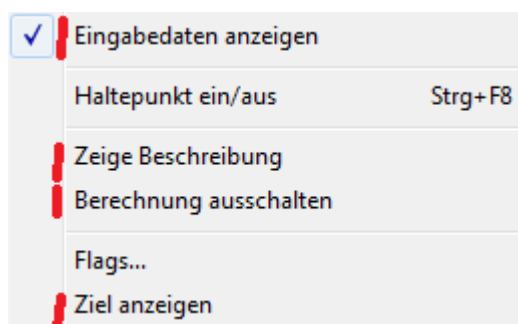 Eingabedaten anzeigen
Haltepunkt ein/aus Strg+F8
Zeige Beschreibung
Berechnung ausschalten
Flags...
Ziel anzeigen